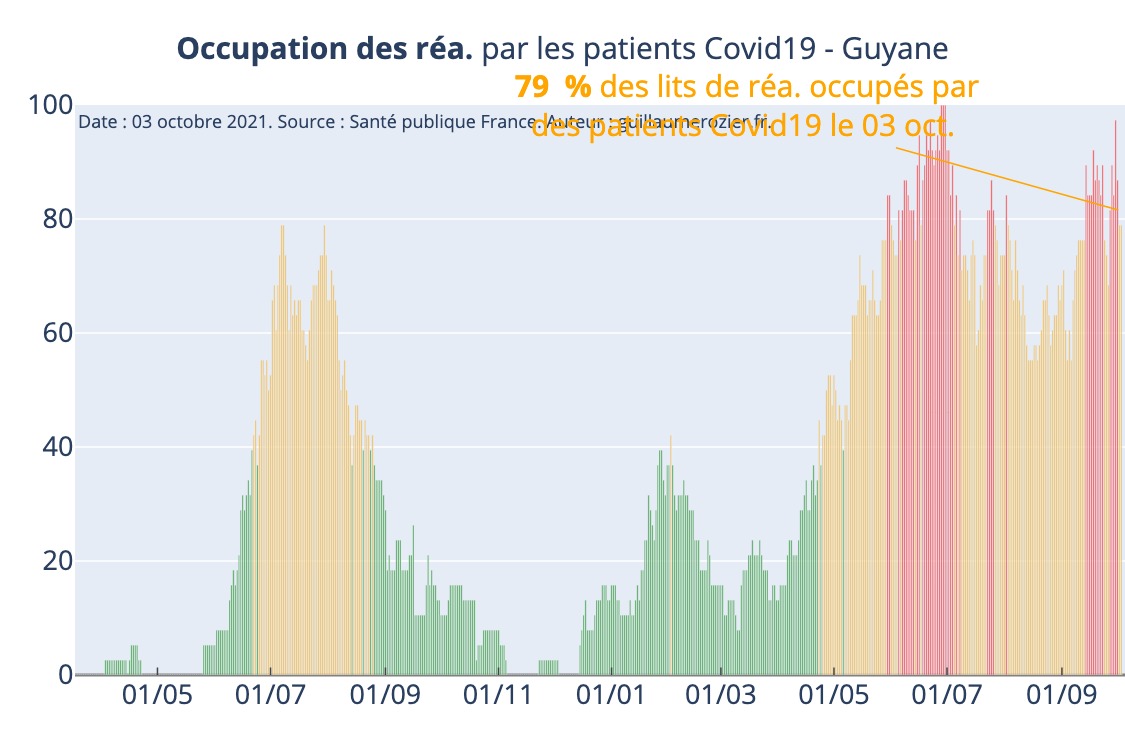 Occupation des réa. par les patients Covid19 - Guyane
79 % des lits de réa. occupés par
des patients Covid19 le 03 oct.
Date : 03 octobre 2021. Source : Santé publique France. Auteur : guillaumerozier.fr.
100
80
60
40
20
0
01/05 01/07 01/09 01/11 01/01 01/03 01/05 01/07 01/09